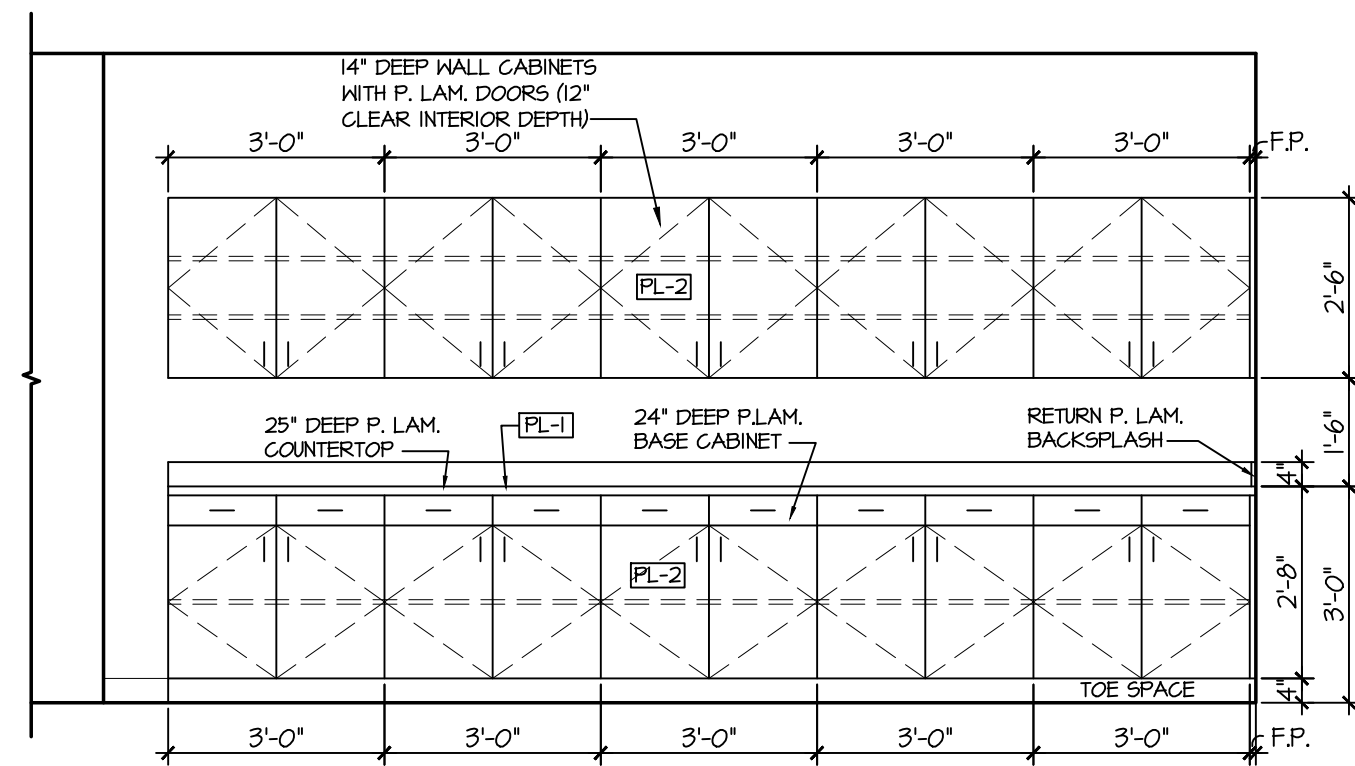 14" DEEP WALL CABINETS
WITH P. LAM. DOORS (12"
CLEAR INTERIOR DEPTH)
3'-0" 3'-0" 3'-0" 3'-0" 3'-0" F.P.
PL-2
2'-6"
25" DEEP P. LAM.
COUNTERTOP
PL-1
24" DEEP P.LAM.
BASE CABINET
RETURN P. LAM.
BACKSPLASH
1'-6"
4"
PL-2
2'-8"
3'-0"
TOE SPACE
4"
3'-0" 3'-0" 3'-0" 3'-0" 3'-0" F.P.